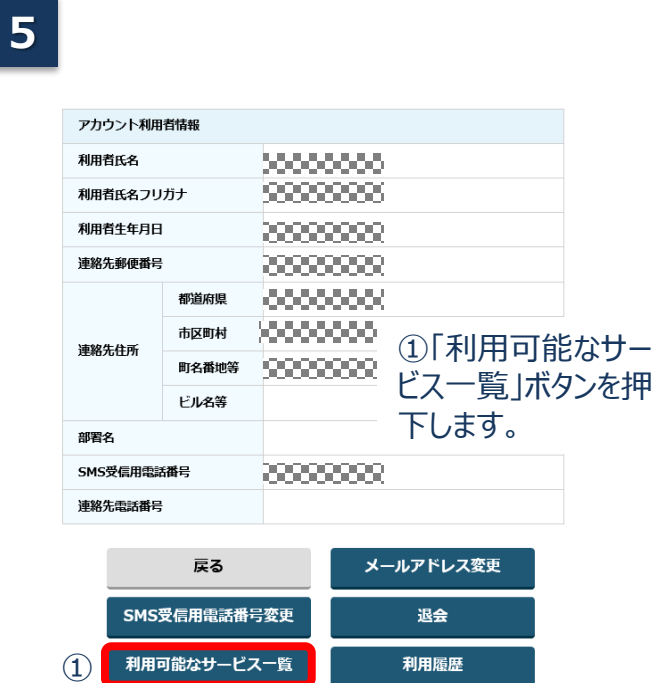 5
アカウント利用者情報
利用者氏名
利用者氏名フリガナ
利用者生年月日
連絡先郵便番号
連絡先住所
都道府県
市区町村
町名番地等
ビル名等
部署名
SMS受信用電話番号
連絡先電話番号
①「利用可能なサー
ビス一覧」ボタンを押
下します。
戻る
メールアドレス変更
SMS受信用電話番号変更
退会
①
利用可能なサービス一覧
利用履歴